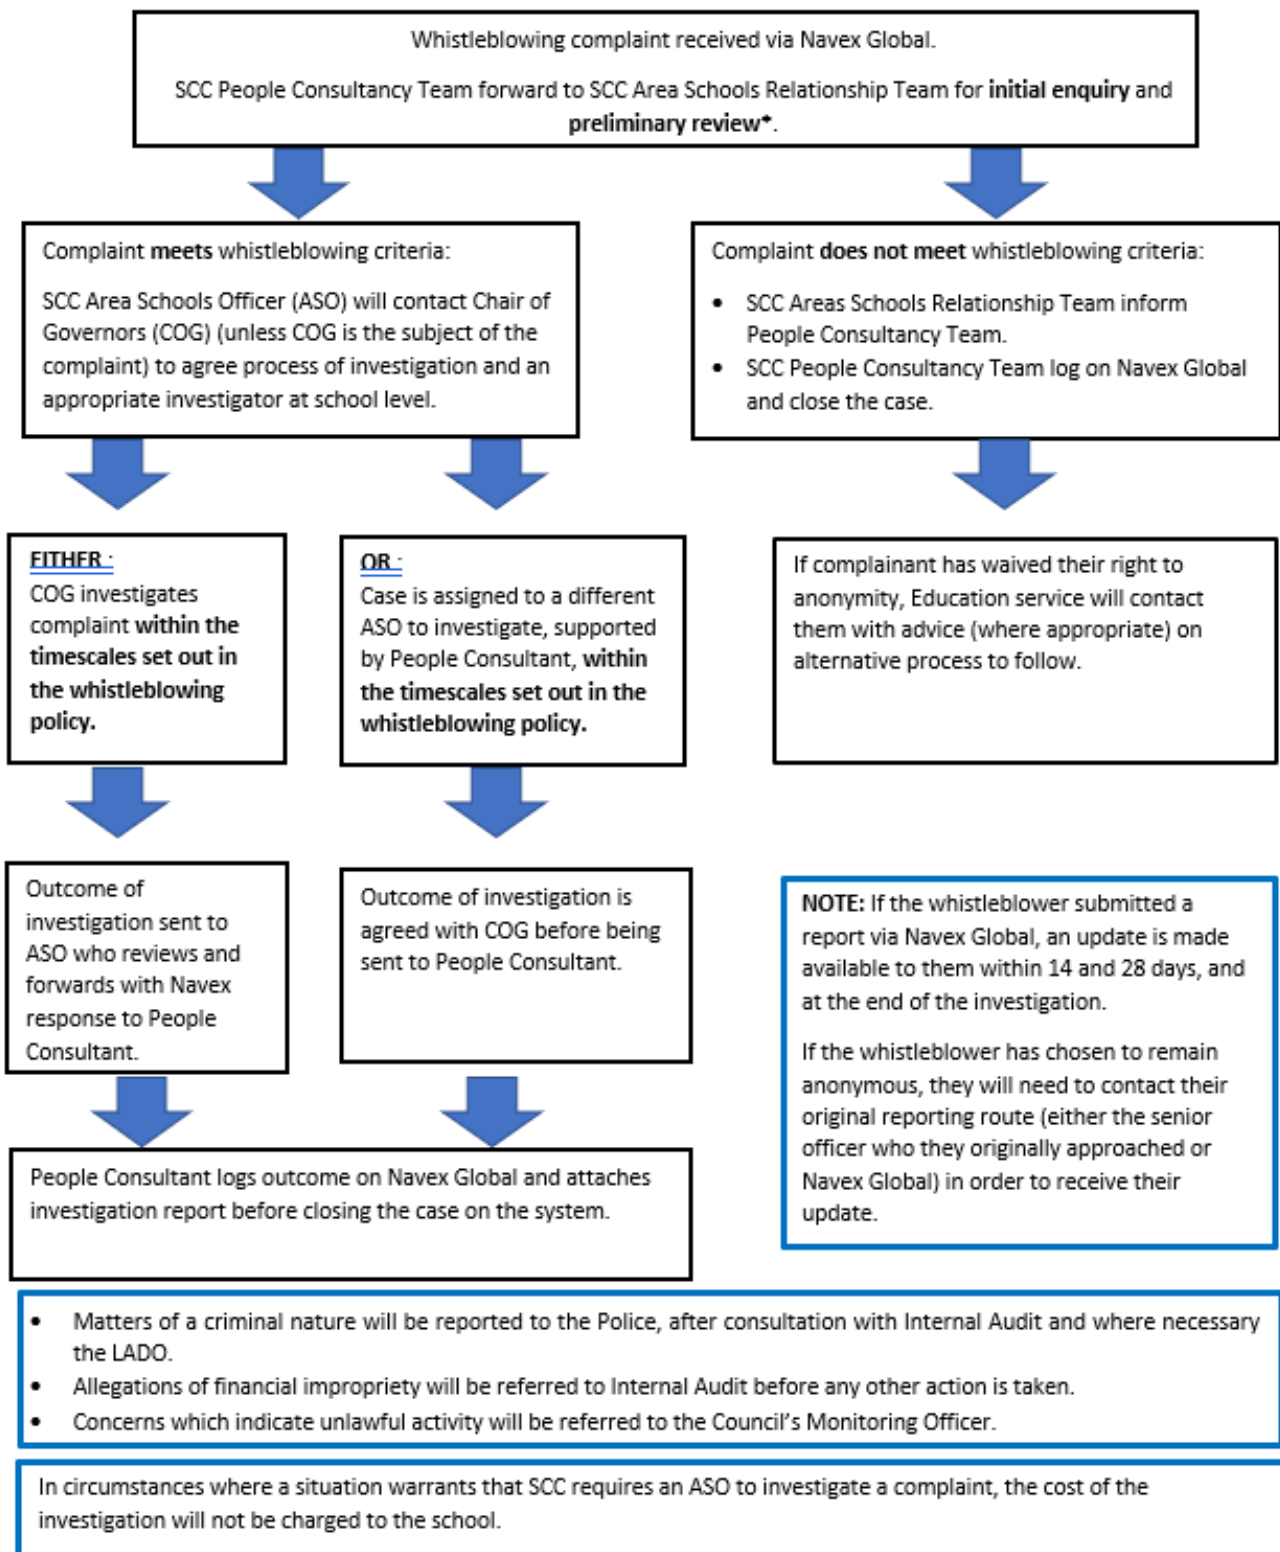 Whistleblowing complaint received via Navex Global.
SCC People Consultancy Team forward to SCC Area Schools Relationship Team for initial enquiry and
preliminary review*.
Complaint meets whistleblowing criteria:
SCC Area Schools Officer (ASO) will contact Chair of
Governors (COG) (unless COG is the subject of the
complaint) to agree process of investigation and an
appropriate investigator at school level.
Complaint does not meet whistleblowing criteria:
• SCC Areas Schools Relationship Team inform
People Consultancy Team.
• SCC People Consultancy Team log on Navex Global
and close the case.
EITHER :
COG investigates
complaint within the
timescales set out in
the whistleblowing
policy.
OR :
Case is assigned to a different
ASO to investigate, supported
by People Consultant, within
the timescales set out in the
whistleblowing policy.
If complainant has waived their right to
anonymity, Education service will contact
them with advice (where appropriate) on
alternative process to follow.
Outcome of
investigation sent to
ASO who reviews and
forwards with Navex
response to People
Consultant.
Outcome of investigation is
agreed with COG before being
sent to People Consultant.
NOTE: If the whistleblower submitted a
report via Navex Global, an update is made
available to them within 14 and 28 days, and
at the end of the investigation.
If the whistleblower has chosen to remain
anonymous, they will need to contact their
original reporting route (either the senior
officer who they originally approached or
Navex Global) in order to receive their
update.
People Consultant logs outcome on Navex Global and attaches
investigation report before closing the case on the system.
• Matters of a criminal nature will be reported to the Police, after consultation with Internal Audit and where necessary
the LADO.
• Allegations of financial impropriety will be referred to Internal Audit before any other action is taken.
• Concerns which indicate unlawful activity will be referred to the Council's Monitoring Officer.
In circumstances where a situation warrants that SCC requires an ASO to investigate a complaint, the cost of the
investigation will not be charged to the school.